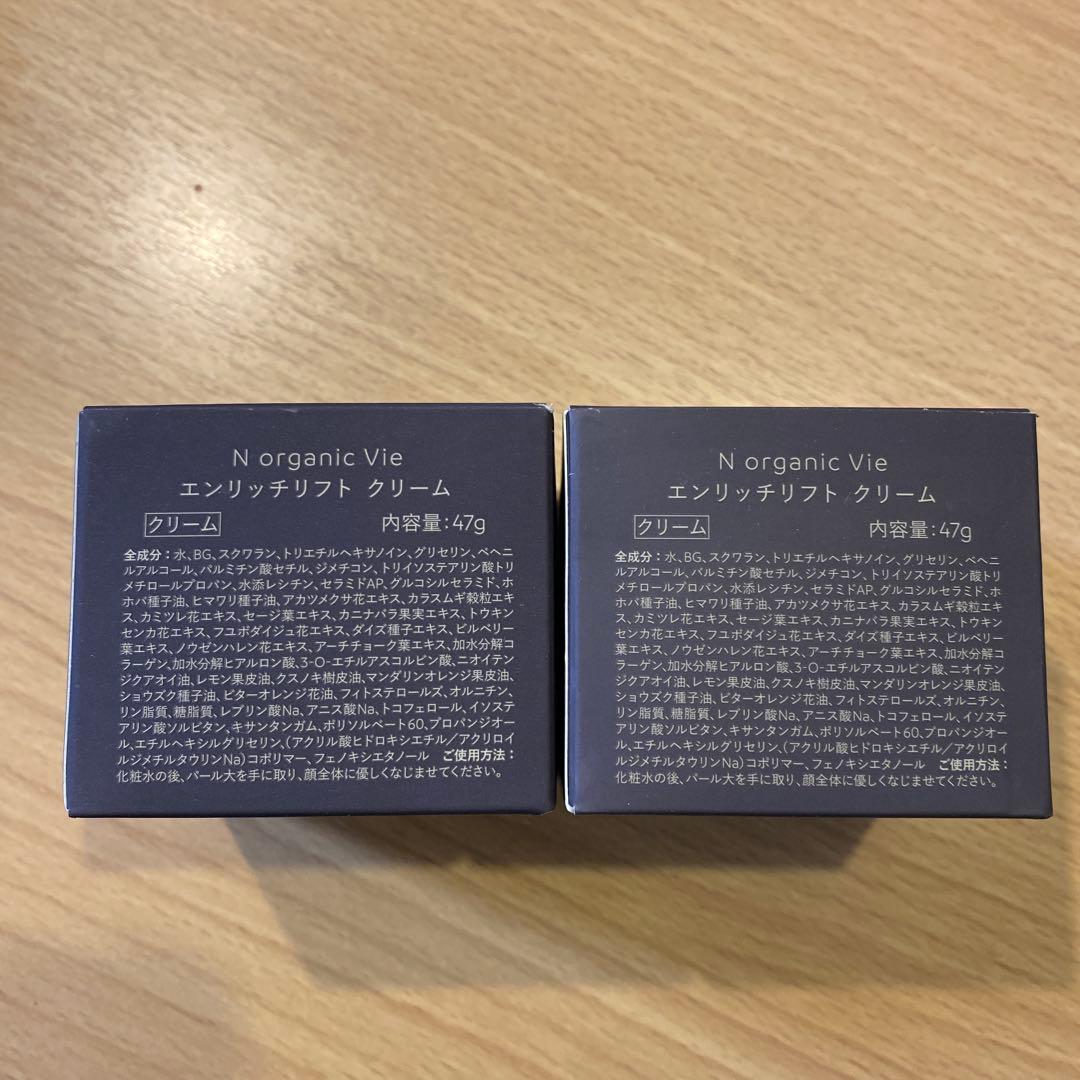 N organic Vie
エンリッチリフト クリーム
クリーム 内容量:47g
全成分:水、BG、スクワラン、トリエチルヘキサノイン、グリセリン、ベヘニ
ルアルコール、パルミチン酸セチル、ジメチコン、トリイソステアリン酸トリ
メチロールプロパン、水添レシチン、セラミドAP、グルコシルセラミド、ホ
ホバ種子油、ヒマワリ種子油、アカツメクサ花エキス、カラスムギ穀粒エキ
ス、カミツレ花エキス、セージ葉エキス、カニナバラ果実エキス、トウキン
センカ花エキス、フユボダイジュ花エキス、ダイズ種子エキス、ビルベリー
葉エキス、ノウゼンハレン花エキス、アーチチョーク葉エキス、加水分解コ
ラーゲン、加水分解ヒアルロン酸、3-O-エチルアスコルビン酸、ニオイテン
ジクアオイ油、レモン果皮油、クスノキ樹皮油、マンダリンオレンジ果皮油、
ショウズク種子油、ビターオレンジ花油、フィトステロールズ、オルニチン、
リン脂質、糖脂質、レブリン酸Na、アニス酸Na、トコフェロール、イソステ
アリン酸ソルビタン、キサンタンガム、ポリソルベート60、プロパンジオー
ル、エチルヘキシルグリセリン、(アクリル酸ヒドロキシエチル/アクリロイ
ルジメチルタウリンNa)コポリマー、フェノキシエタノール ご使用方法:
化粧水の後、パール大を手に取り、顔全体に優しくなじませてください。
N organic Vie
エンリッチリフト クリーム
クリーム 内容量:47g
全成分:水、BG、スクワラン、トリエチルヘキサノイン、グリセリン、ベヘニ
ルアルコール、パルミチン酸セチル、ジメチコン、トリイソステアリン酸トリ
メチロールプロパン、水添レシチン、セラミドAP、グルコシルセラミド、ホ
ホバ種子油、ヒマワリ種子油、アカツメクサ花エキス、カラスムギ穀粒エキ
ス、カミツレ花エキス、セージ葉エキス、カニナバラ果実エキス、トウキン
センカ花エキス、フユボダイジュ花エキス、ダイズ種子エキス、ビルベリー
葉エキス、ノウゼンハレン花エキス、アーチチョーク葉エキス、加水分解コ
ラーゲン、加水分解ヒアルロン酸、3-O-エチルアスコルビン酸、ニオイテン
ジクアオイ油、レモン果皮油、クスノキ樹皮油、マンダリンオレンジ果皮油、
ショウズク種子油、ビターオレンジ花油、フィトステロールズ、オルニチン、
リン脂質、糖脂質、レブリン酸Na、アニス酸Na、トコフェロール、イソステ
アリン酸ソルビタン、キサンタンガム、ポリソルベート60、プロパンジオー
ル、エチルヘキシルグリセリン、(アクリル酸ヒドロキシエチル/アクリロイ
ルジメチルタウリンNa)コポリマー、フェノキシエタノール ご使用方法:
化粧水の後、パール大を手に取り、顔全体に優しくなじませてください。